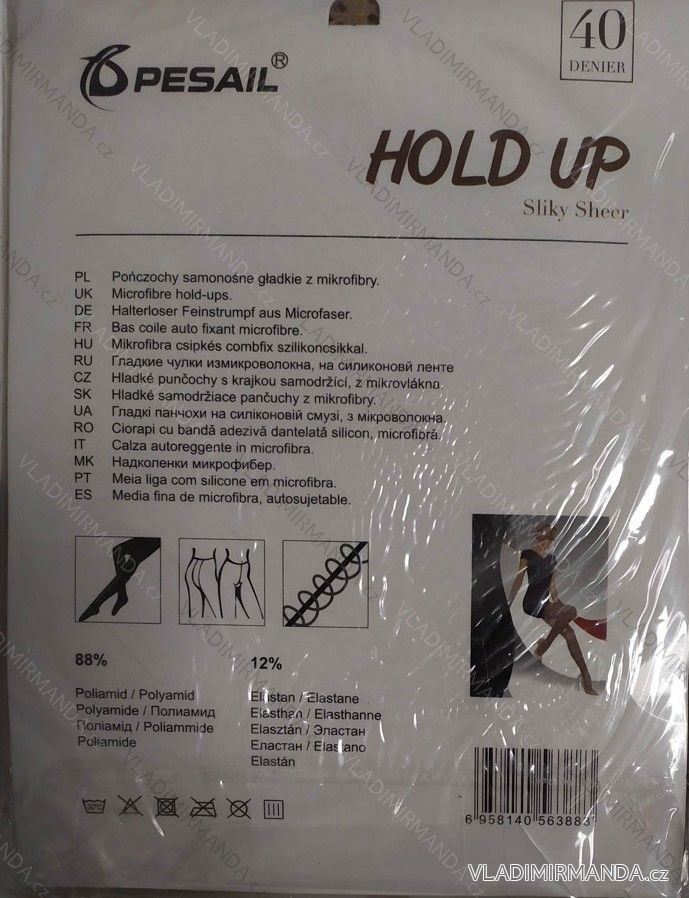 40
DENIER
PESAIL®
HOLD UP
Sliky Sheer
PL Pończochy samonośne gładkie z mikrofibry.
UK Microfibre hold-ups.
DE Halterloser Feinstrumpf aus Microfaser.
FR Bas coile auto fixant microfibre.
HU Mikrofibra csipkés combfix szilikoncsikkal.
RU Гладкие чулки измикроволокна, на силиконовй ленте
CZ Hladké punčochy s krajkou samodržící, z mikrovlákna.
SK Hladké samodržiace pančuchy z mikrofibry.
UA Гладкі панчохи на силіконовій смузі, з мікроволокна.
RO Ciorapi cu bandă adezivă dantelată silicon, microfibră.
IT Calza autoreggente in microfibra.
MK Надколенки микрофибер.
PT Meia liga com silicone em microfibra.
ES Media fina de microfibra, autosujetable.
88% 12%
Poliamid / Polyamid Elastan / Elastane
Polyamide / Полиамид Elasthan / Elasthanne
Поліамід / Poliammide Elasztán / Эластан
Poliamide Еластан / Elastano
Elastán
30°C
6 958140 563883
VLADIMIRMANDA.cz